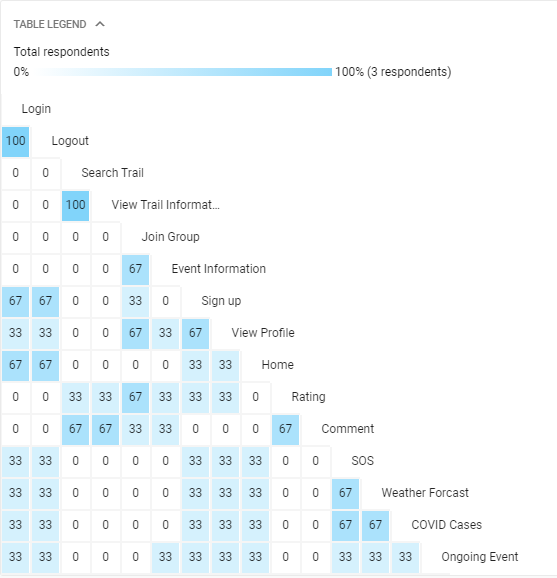 TABLE LEGEND
Total respondents
0% 100% (3 respondents)
Login
100 Logout
0 0 Search Trail
0 0 100 View Trail Informat...
0 0 0 0 Join Group
0 0 0 0 67 Event Information
67 67 0 0 33 0 Sign up
33 33 0 0 67 33 67 View Profile
67 67 0 0 0 0 33 33 Home
0 0 33 33 67 33 33 33 0 Rating
0 0 67 67 33 33 0 0 0 67 Comment
33 33 0 0 0 0 33 33 33 0 0 SOS
33 33 0 0 0 0 33 33 33 0 0 67 Weather Forcast
33 33 0 0 0 0 33 33 33 0 0 67 67 COVID Cases
33 33 0 0 0 33 33 33 33 0 0 33 33 33 Ongoing Event